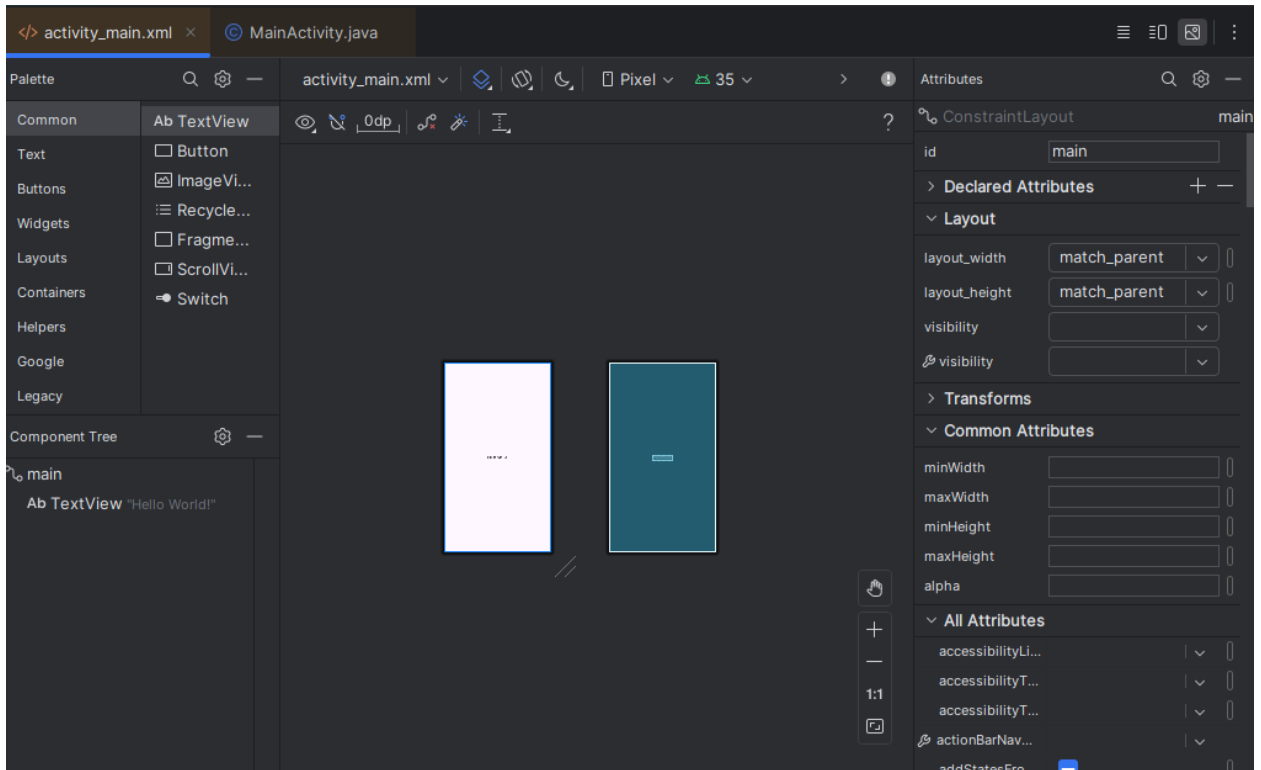 activity_main.xml
MainActivity.java
Palette
Common
Text
Buttons
Widgets
Layouts
Containers
Helpers
Google
Legacy
Ab TextView
Button
ImageVi...
Recycle...
Fragme...
ScrollVi...
Switch
activity_main.xml
Pixel
35
0dp
?
Component Tree
main
Ab TextView "Hello World!"
1:1
Attributes
ConstraintLayout main
id main
Declared Attributes
Layout
layout_width match_parent
layout_height match_parent
visibility
visibility
Transforms
Common Attributes
minWidth
maxWidth
minHeight
maxHeight
alpha
All Attributes
accessibilityLi...
accessibilityT...
accessibilityT...
actionBarNav...
addStatesFro...